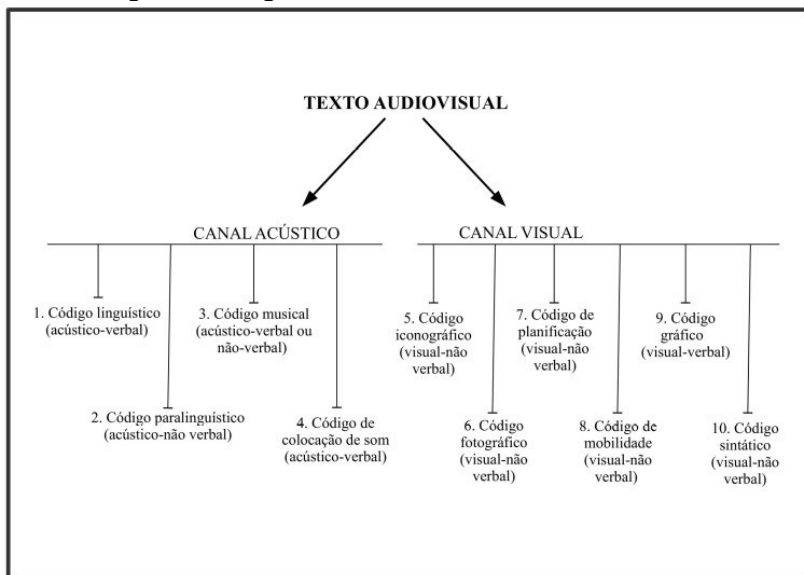 TEXTO AUDIOVISUAL
CANAL ACÚSTICO
CANAL VISUAL
1. Código linguístico
(acústico-verbal)
2. Código paralinguístico
(acústico-não verbal)
3. Código musical
(acústico-verbal ou
não-verbal)
4. Código de
colocação de som
(acústico-verbal)
5. Código
iconográfico
(visual-não
verbal)
6. Código
fotográfico
(visual-não
verbal)
7. Código de
planificação
(visual-não
verbal)
8. Código de
mobilidade
(visual-não
verbal)
9. Código
gráfico
(visual-verbal)
10. Código
sintático
(visual-não
verbal)